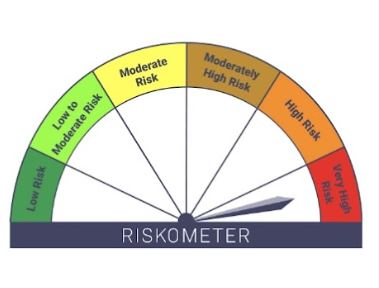 Low Risk
Low to
Moderate Risk
Moderate
Risk
Moderately
High Risk
High Risk
Very High
Risk
RISKOMETER